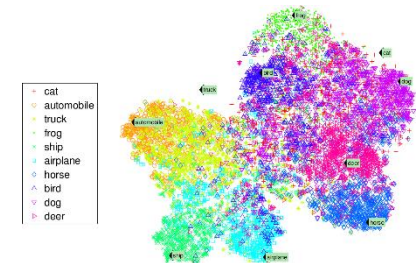 cat
automobile
truck
frog
ship
airplane
horse
bird
dog
deer
frog
cat
bird
dog
truck
automobile
deer
horse
ship
airplane